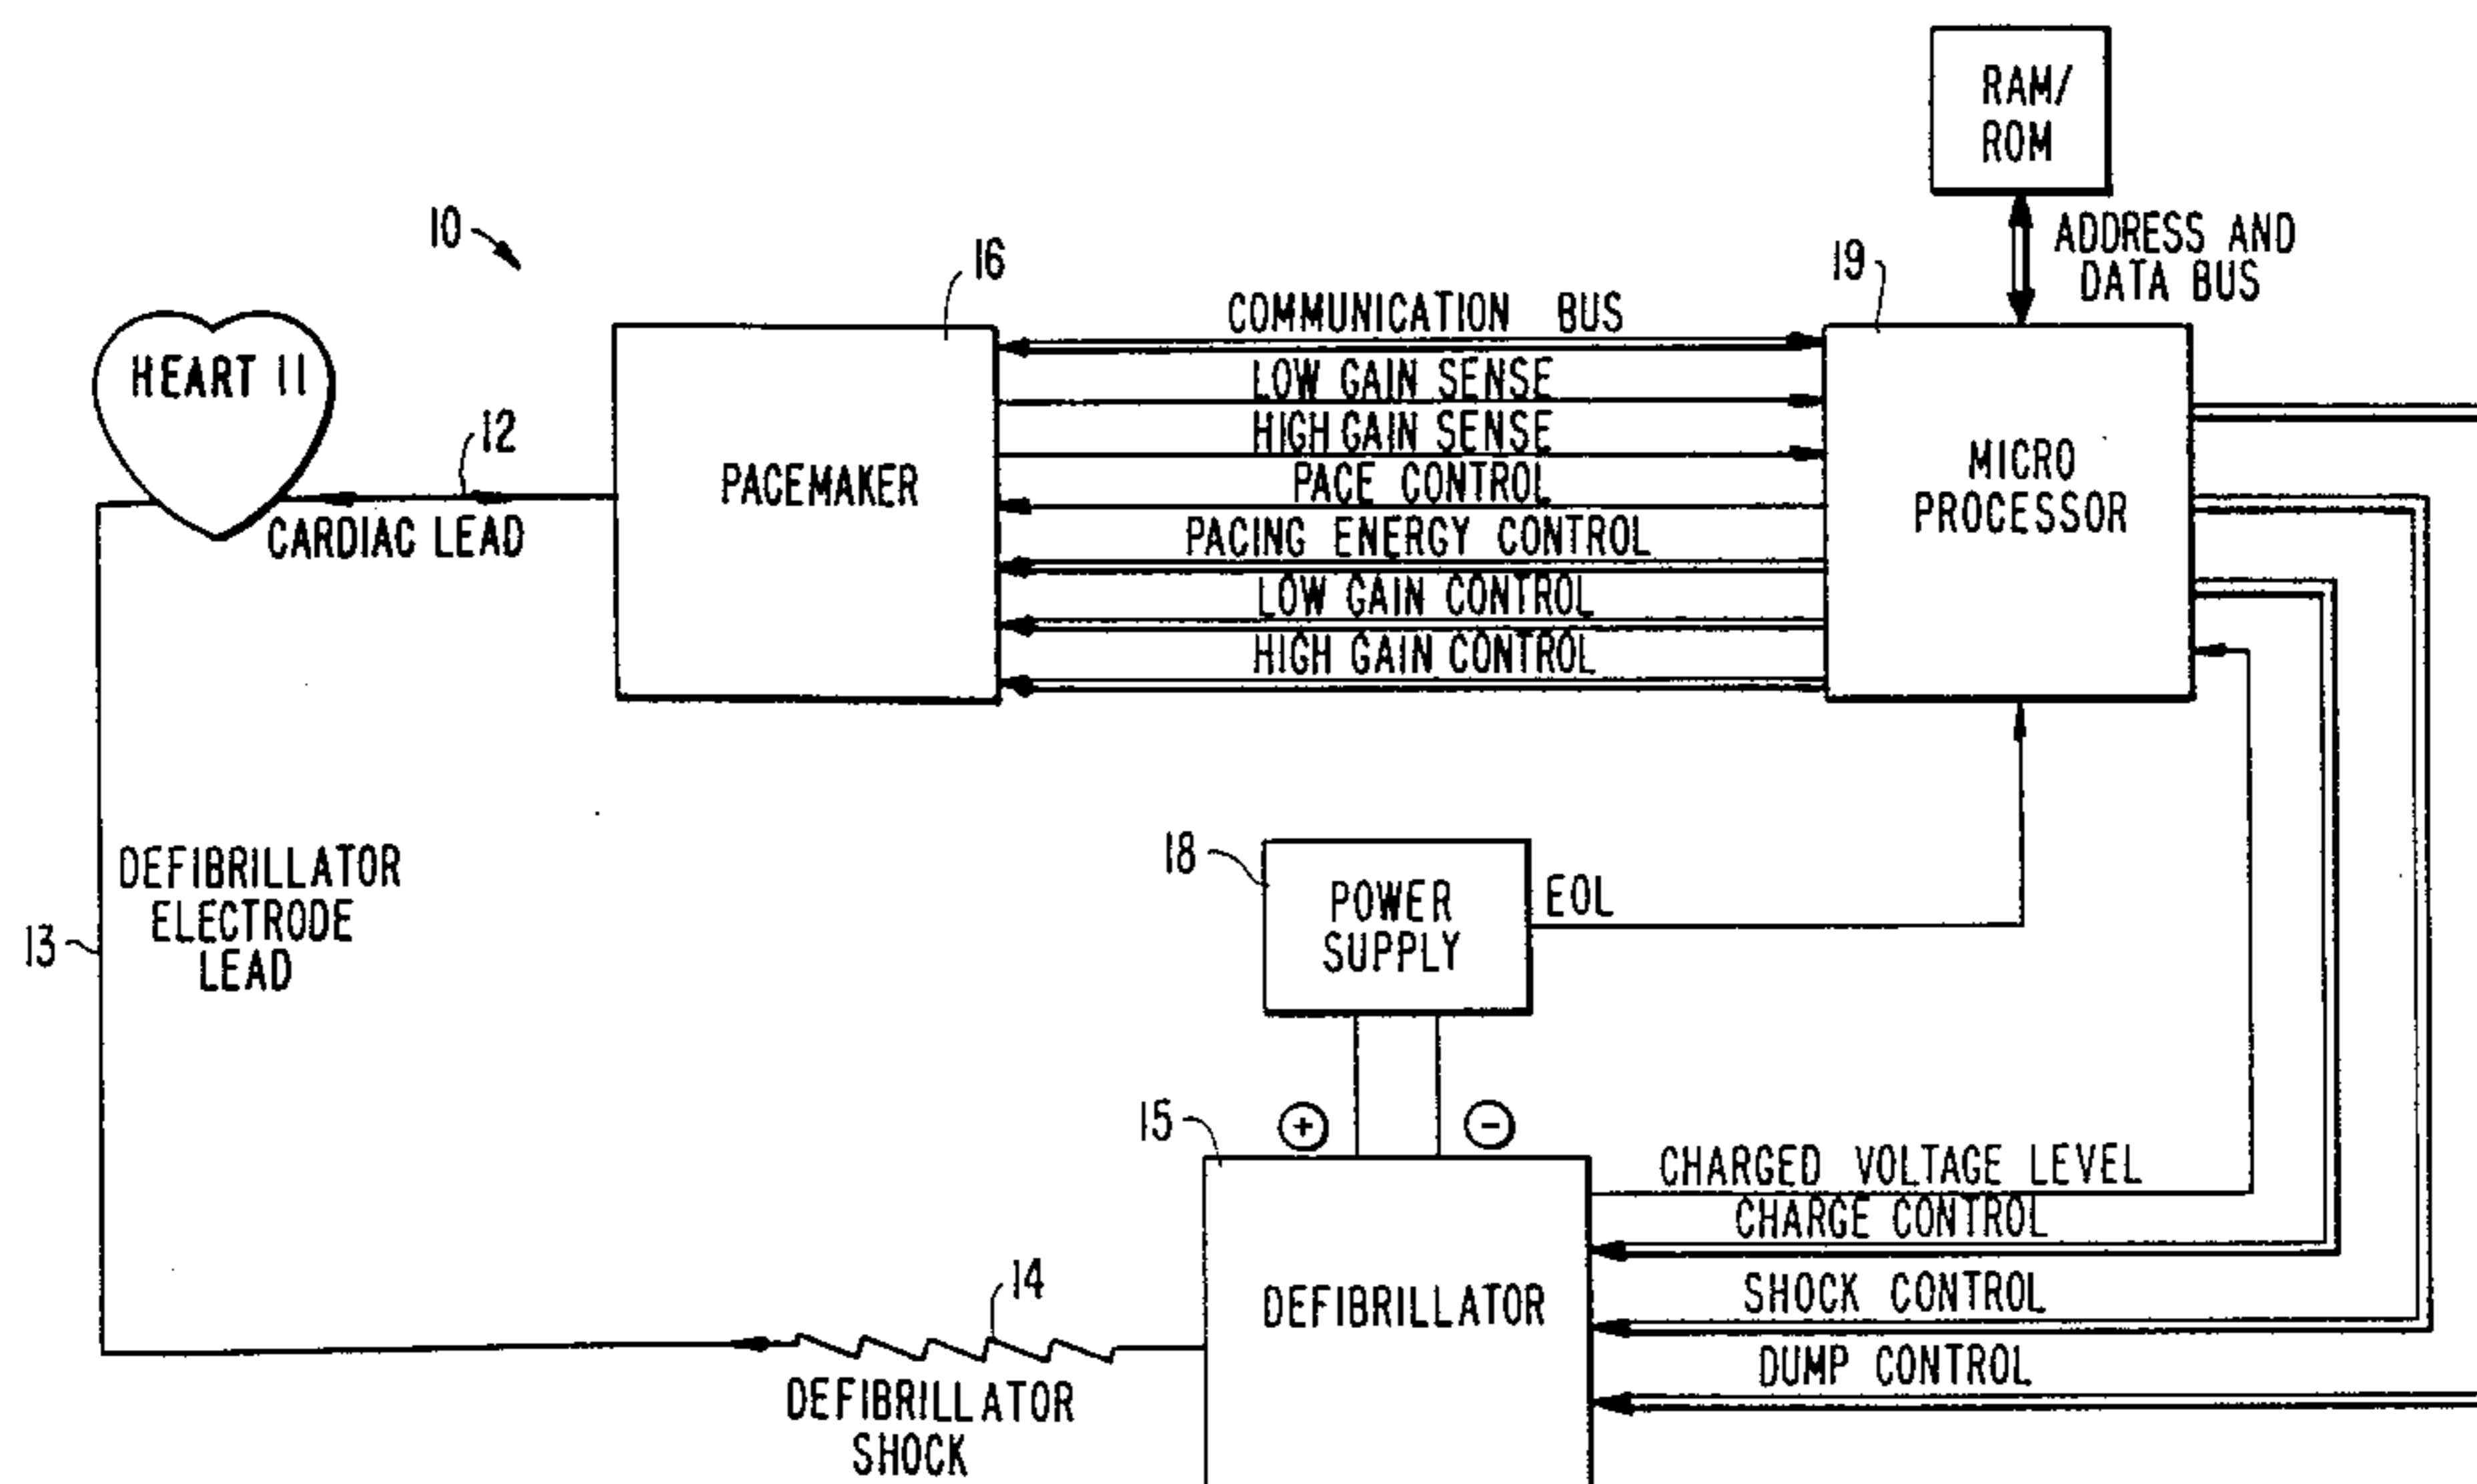 RAM/
ROM
ADDRESS AND
DATA BUS
10
16
19
COMMUNICATION BUS
HEART 11
LOW GAIN SENSE
HIGH GAIN SENSE
12
PACEMAKER
PACE CONTROL
MICRO
PROCESSOR
CARDIAC LEAD
PACING ENERGY CONTROL
LOW GAIN CONTROL
HIGH GAIN CONTROL
18
DEFIBRILLATOR
ELECTRODE
LEAD
13
POWER
SUPPLY
EOL
15
+
-
CHARGED VOLTAGE LEVEL
CHARGE CONTROL
14
DEFIBRILLATOR
SHOCK CONTROL
DUMP CONTROL
DEFIBRILLATOR
SHOCK